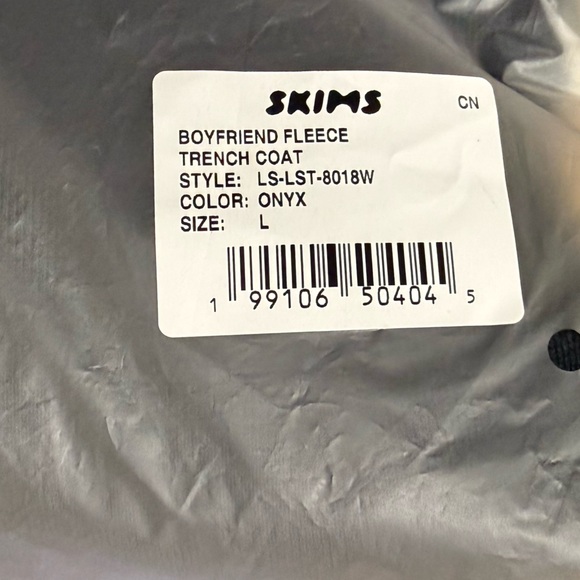 SKIMS
CN
BOYFRIEND FLEECE
TRENCH COAT
STYLE: LS-LST-8018W
COLOR: ONYX
SIZE: L
1 99106 50404 5